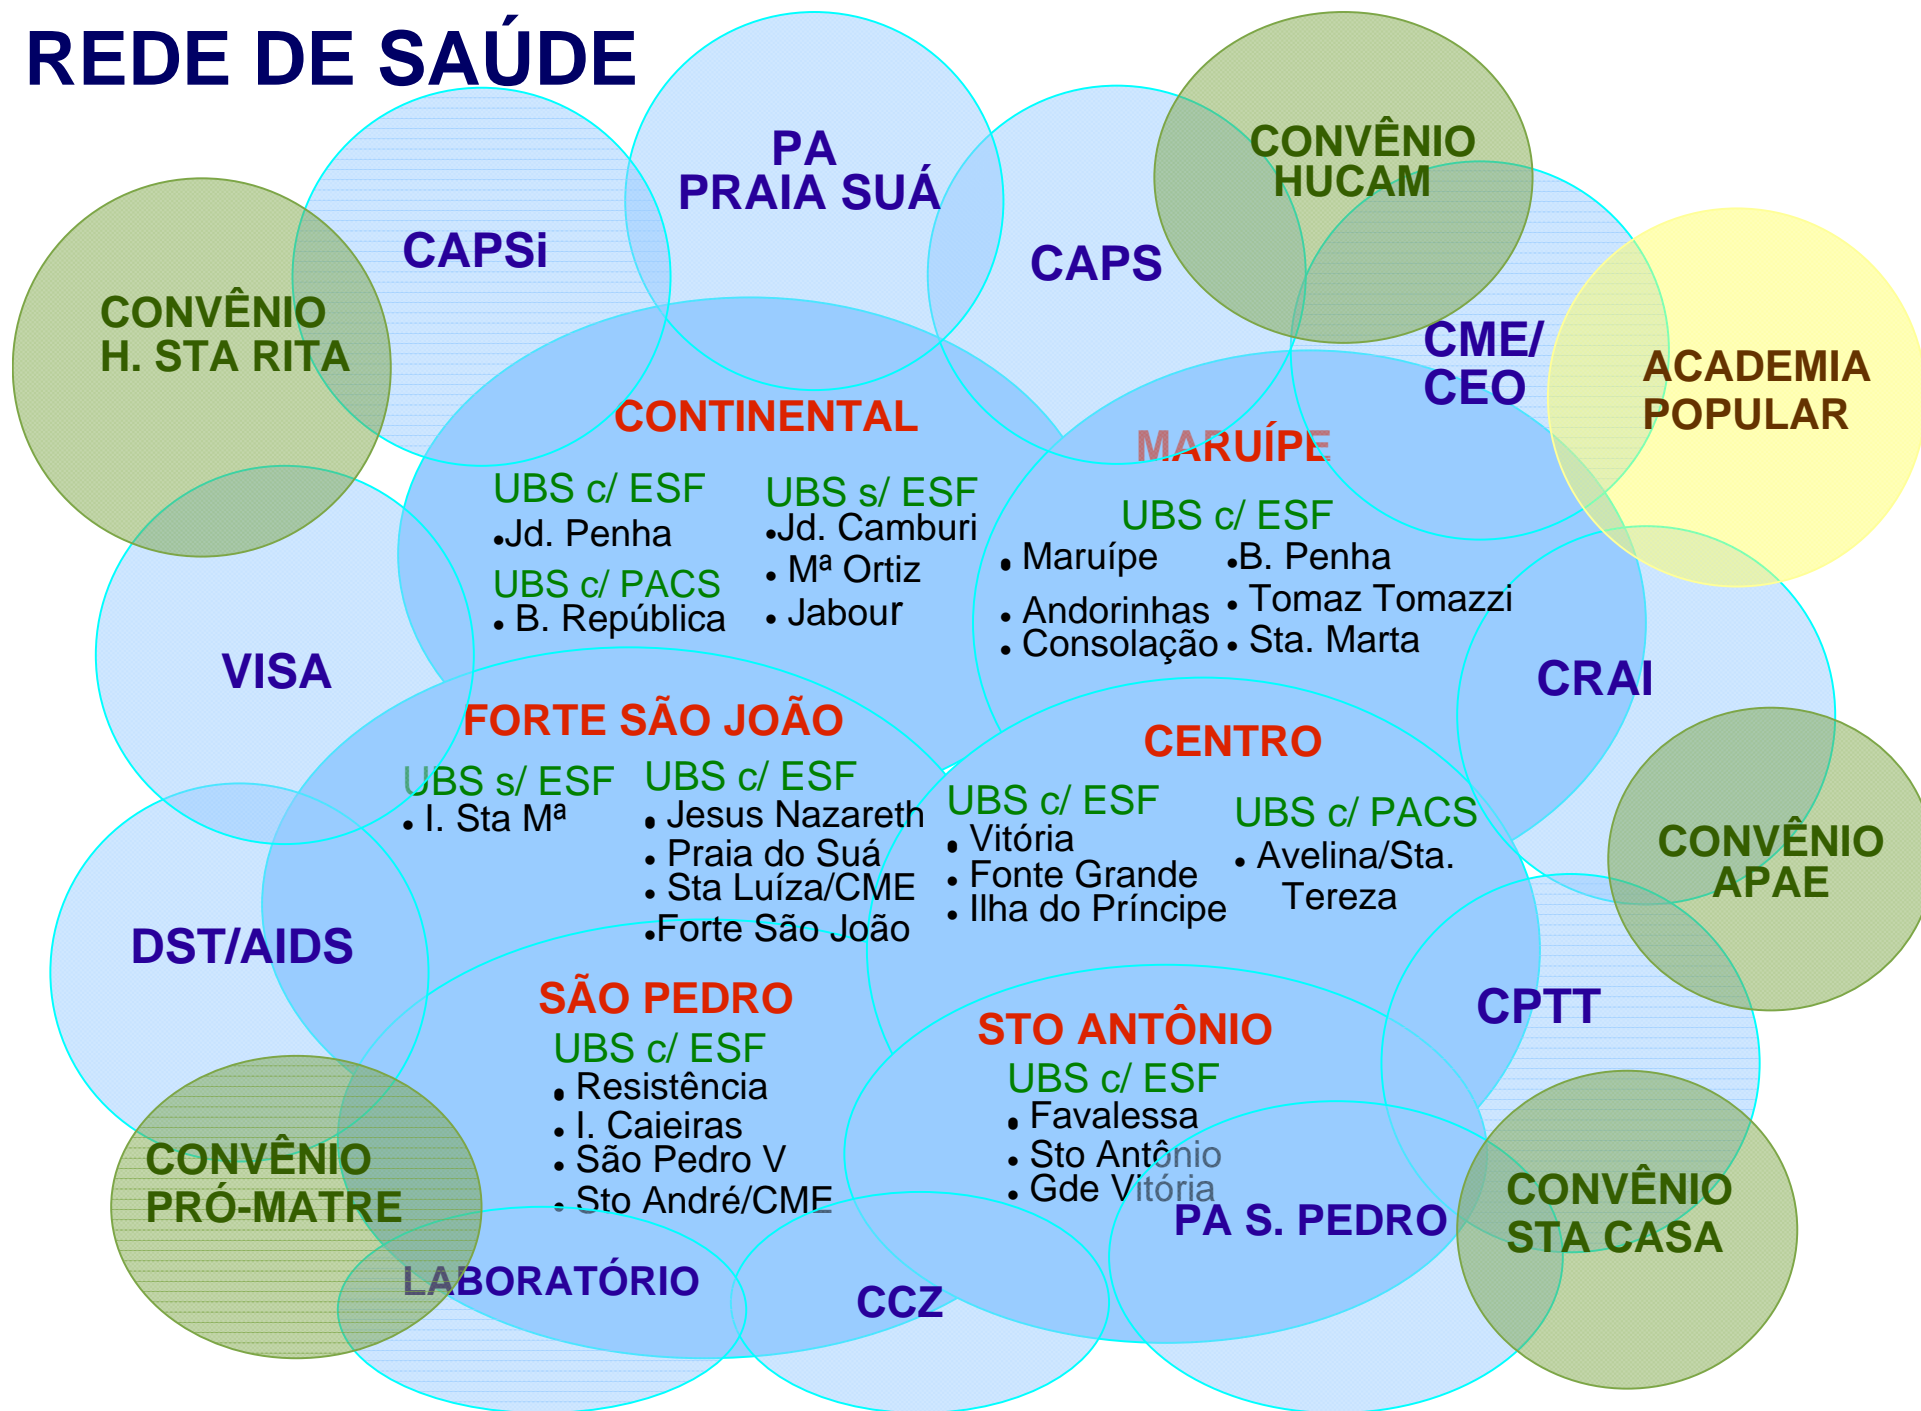 REDE DE SAÚDE
PA
PRAIA SUÁ
CONVÊNIO
HUCAM
CAPSi
CAPS
CONVÊNIO
H. STA RITA
CME/
CEO
ACADEMIA
POPULAR
CONTINENTAL
UBS c/ ESF
•Jd. Penha
UBS c/ PACS
• B. República
UBS s/ ESF
•Jd. Camburi
• Mª Ortiz
• Jabour
MARUÍPE
UBS c/ ESF
• Maruípe
• Andorinhas
• Consolação
•B. Penha
• Tomaz Tomazzi
• Sta. Marta
VISA
CRAI
FORTE SÃO JOÃO
UBS s/ ESF
• I. Sta Mª
UBS c/ ESF
• Jesus Nazareth
• Praia do Suá
• Sta Luíza/CME
•Forte São João
CENTRO
UBS c/ ESF
• Vitória
• Fonte Grande
• Ilha do Príncipe
UBS c/ PACS
• Avelina/Sta.
Tereza
CONVÊNIO
APAE
DST/AIDS
CPTT
SÃO PEDRO
UBS c/ ESF
• Resistência
• I. Caieiras
• São Pedro V
• Sto André/CME
STO ANTÔNIO
UBS c/ ESF
• Favalessa
• Sto Antônio
• Gde Vitória
CONVÊNIO
PRÓ-MATRE
PA S. PEDRO
CONVÊNIO
STA CASA
LABORATÓRIO
CCZ